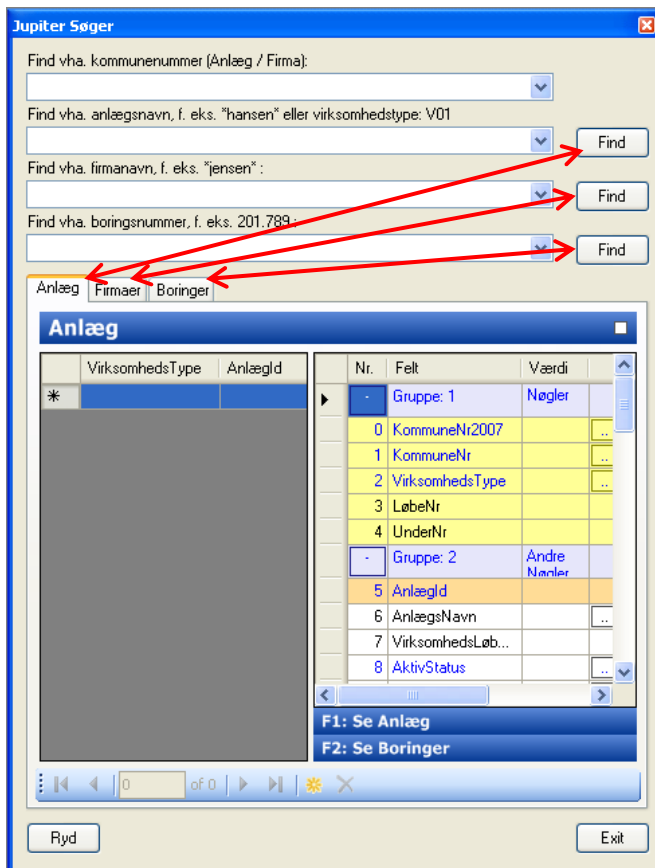 Jupiter Søger
Find vha. kommunenummer (Anlæg / Firma):
Find vha. anlægsnavn, f. eks. *hansen* eller virksomhedstype: V01
Find
Find vha. firmanavn, f. eks. *jensen* :
Find
Find vha. boringsnummer, f. eks. 201.789 :
Find
Anlæg Firmaer Boringer
Anlæg
VirksomhedsType AnlægId
Nr. Felt Værdi
- Gruppe: 1 Nøgler
0 KommuneNr2007 ..
1 KommuneNr ..
2 VirksomhedsType ..
3 LøbeNr
4 UnderNr
- Gruppe: 2 Andre
Nøgler
5 AnlægId
6 AnlægsNavn ..
7 VirksomhedsLøb...
8 AktivStatus ..
F1: Se Anlæg
F2: Se Boringer
0 of 0
Ryd Exit